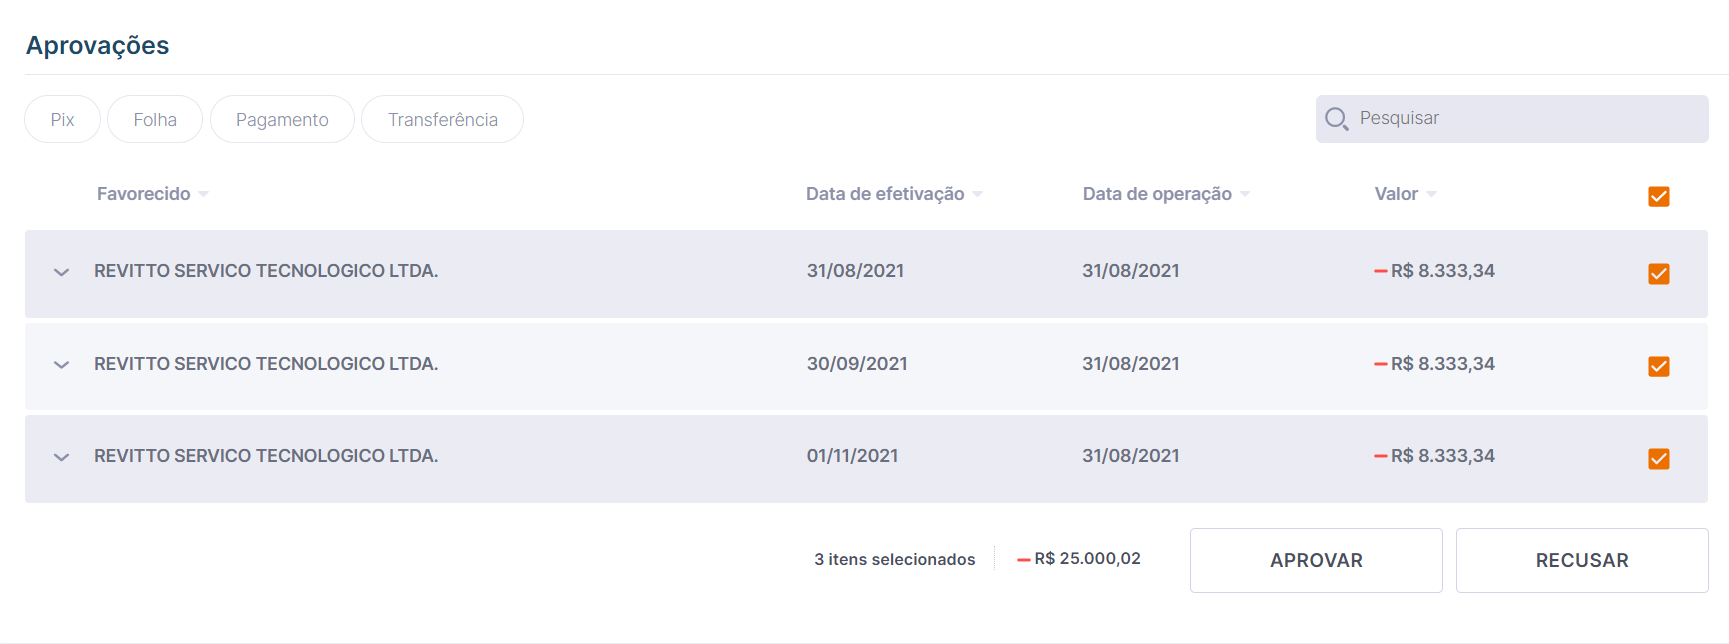 Aprovações
Pix Folha Pagamento Transferência Pesquisar
Favorecido Data de efetivação Data de operação Valor
REVITTO SERVICO TECNOLOGICO LTDA. 31/08/2021 31/08/2021 – R$ 8.333,34
REVITTO SERVICO TECNOLOGICO LTDA. 30/09/2021 31/08/2021 – R$ 8.333,34
REVITTO SERVICO TECNOLOGICO LTDA. 01/11/2021 31/08/2021 – R$ 8.333,34
3 itens selecionados – R$ 25.000,02 APROVAR RECUSAR